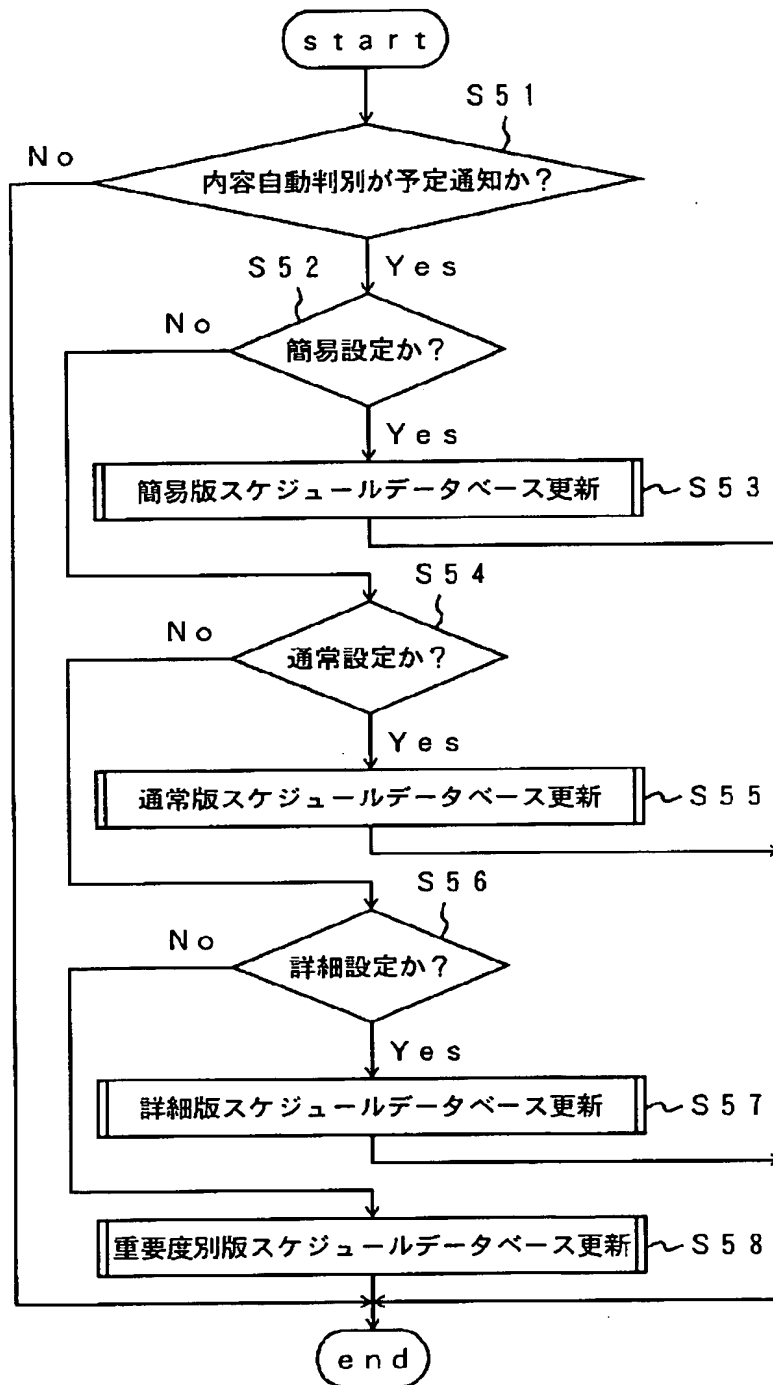 start
S51
No
内容自動判別が予定通知か？
Yes
S52
No
簡易設定か？
Yes
簡易版スケジュールデータベース更新
S53
S54
No
通常設定か？
Yes
通常版スケジュールデータベース更新
S55
S56
No
詳細設定か？
Yes
詳細版スケジュールデータベース更新
S57
重要度別版スケジュールデータベース更新
S58
end